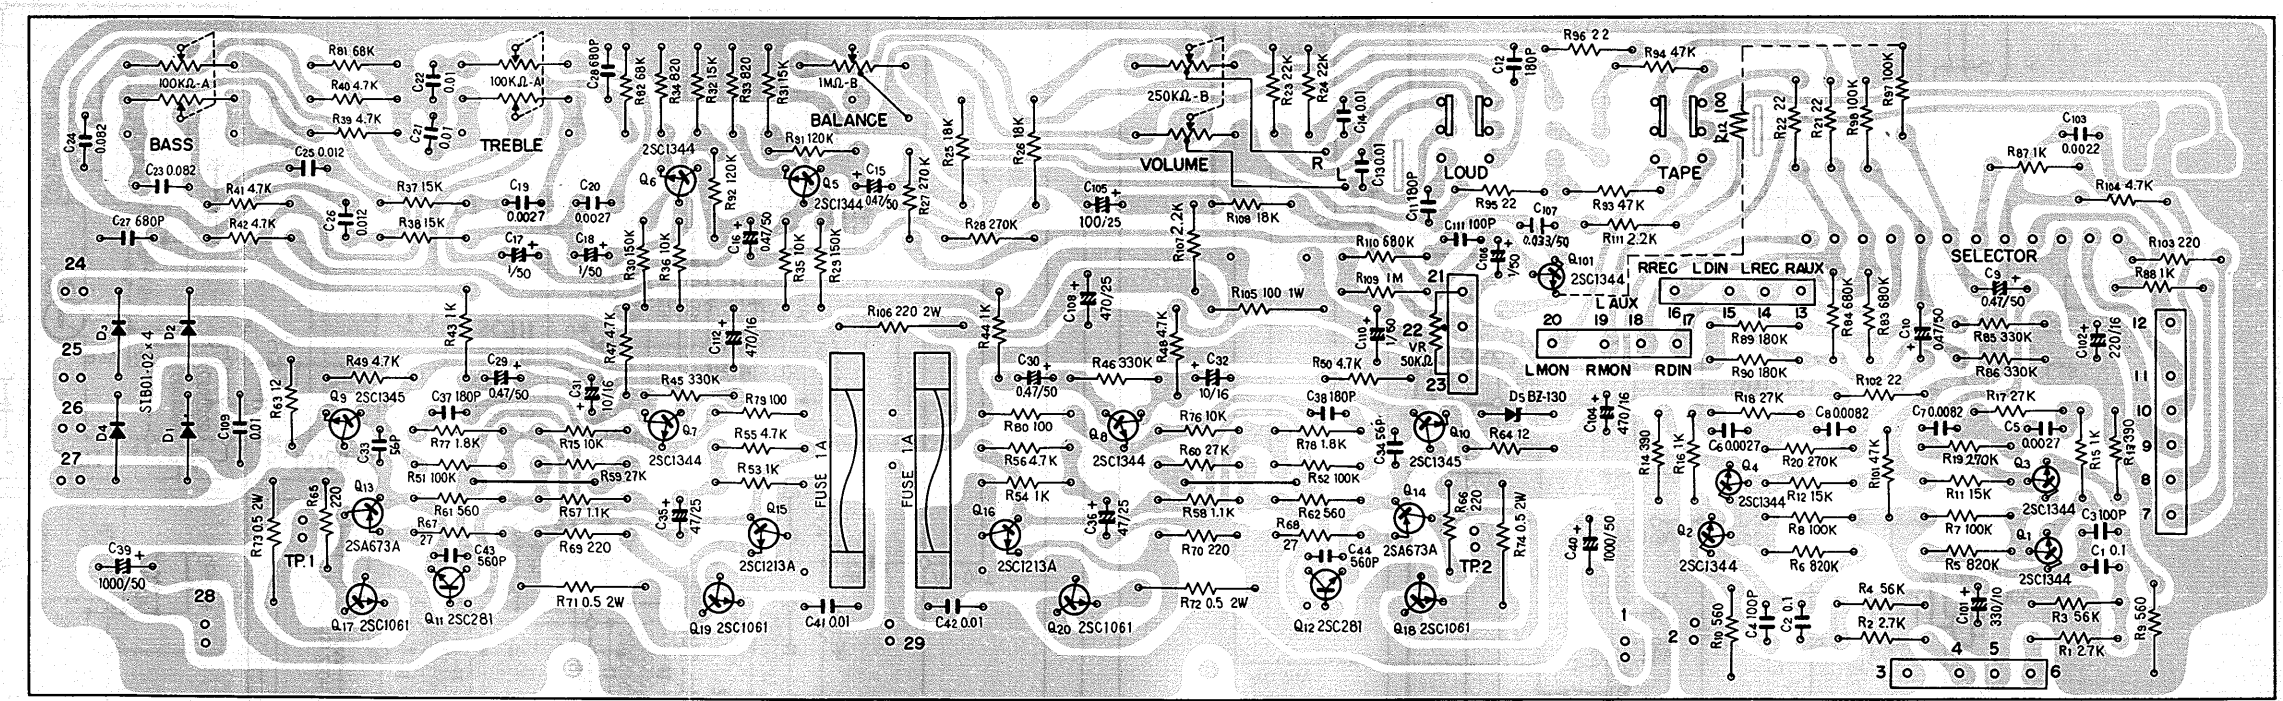 R81 68K
R40 4.7K
R39 4.7K
100KΩ-A
BASS
C24 0.082
C23 0.082
C25 0.012
C22 0.01
C21 0.01
100KΩ-A
TREBLE
C28 680P
R82 68K
R34 820
R32 15K
R33 820
R31 15K
1MΩ-B
BALANCE
R91 120K
2SC1344
Q6
R92 120K
Q5
2SC1344
C15
0.47/50
R27 270K
R25 18K
R26 18K
250KΩ-B
VOLUME
R23 22K
R24 22K
C14 0.01
C13 0.01
R
L
C12 180P
R96 22
R94 47K
LOUD
TAPE
R12 100
R22 22
R21 22
R98 100K
R97 100K
C103
0.0022
R87 1K
R104 4.7K
R41 4.7K
R42 4.7K
C27 680P
C26 0.012
R37 15K
R38 15K
C19
0.0027
C20
0.0027
C17
1/50
C18
1/50
R30 150K
R36 10K
C16 0.47/50
R35 10K
R29 150K
R28 270K
C105
100/25
R107 2.2K
R108 18K
C11 180P
R95 22
R93 47K
C111 100P
C107
0.033/50
R111 2.2K
R110 680K
R109 1M
C106 1/50
Q101
2SC1344
SELECTOR
R103 220
R88 1K
C9
0.47/50
RREC L DIN LREC RAUX
16 15 14 13
L AUX
20 19 18 17
L MON R MON R DIN
R89 180K
R90 180K
R84 680K
R83 680K
C10 0.47/50
R85 330K
R86 330K
C102 220/16
24
25
26
27
D3
D2
D4
D1
SIB01-02 × 4
C109 0.01
R63 12
R49 4.7K
R43 1K
C29
0.47/50
C31 10/16
R47 4.7K
C112 470/16
R45 330K
R106 220 2W
R44 1K
C30
0.47/50
C108 470/25
R46 330K
R48 4.7K
C32
10/16
R105 100 1W
C110 1/50
R50 4.7K
21
22
VR
50KΩ
23
D5 BZ-130
C104 470/16
R64 12
R102 22
12
11
10
9
8
7
Q9
2SC1345
C33 56P
C37 180P
R77 1.8K
R51 100K
R61 560
R67
27
C43
560P
R75 10K
R59 27K
R57 1.1K
R69 220
Q7
2SC1344
C35 47/25
R79 100
R55 4.7K
R53 1K
Q15
2SC1213A
FUSE 1A
FUSE 1A
R80 100
R56 4.7K
R54 1K
Q16
2SC1213A
Q8
2SC1344
C36 47/25
R76 10K
R60 27K
R58 1.1K
R70 220
C38 180P
R78 1.8K
R52 100K
R62 560
R68
27
C44
560P
C34 56P
Q10
2SC1345
Q14
2SA673A
R66 220
TP.2
R74 0.5 2W
C40 1000/50
R14 390
R16 1K
R18 27K
C6 0.0027
C8 0.0082
R20 270K
Q4
2SC1344
R12 15K
R8 100K
R6 820K
Q2
2SC1344
R101 47K
C7 0.0082
R17 27K
C5
0.0027
R19 270K
R11 15K
R7 100K
R5 820K
Q3
2SC1344
R15 1K
R13 390
C3 100P
C1 0.1
Q1
2SC1344
Q13
2SA673A
R65 220
TP.1
R73 0.5 2W
C39
1000/50
28
Q17 2SC1061
Q11 2SC281
R71 0.5 2W
Q19 2SC1061
C41 0.01
29
C42 0.01
Q20 2SC1061
R72 0.5 2W
Q12 2SC281
Q18 2SC1061
1
2
R10 560
C4 100P
C2 0.1
R4 56K
R2 2.7K
C101 330/10
R3 56K
R1 2.7K
R9 560
3 4 5 6